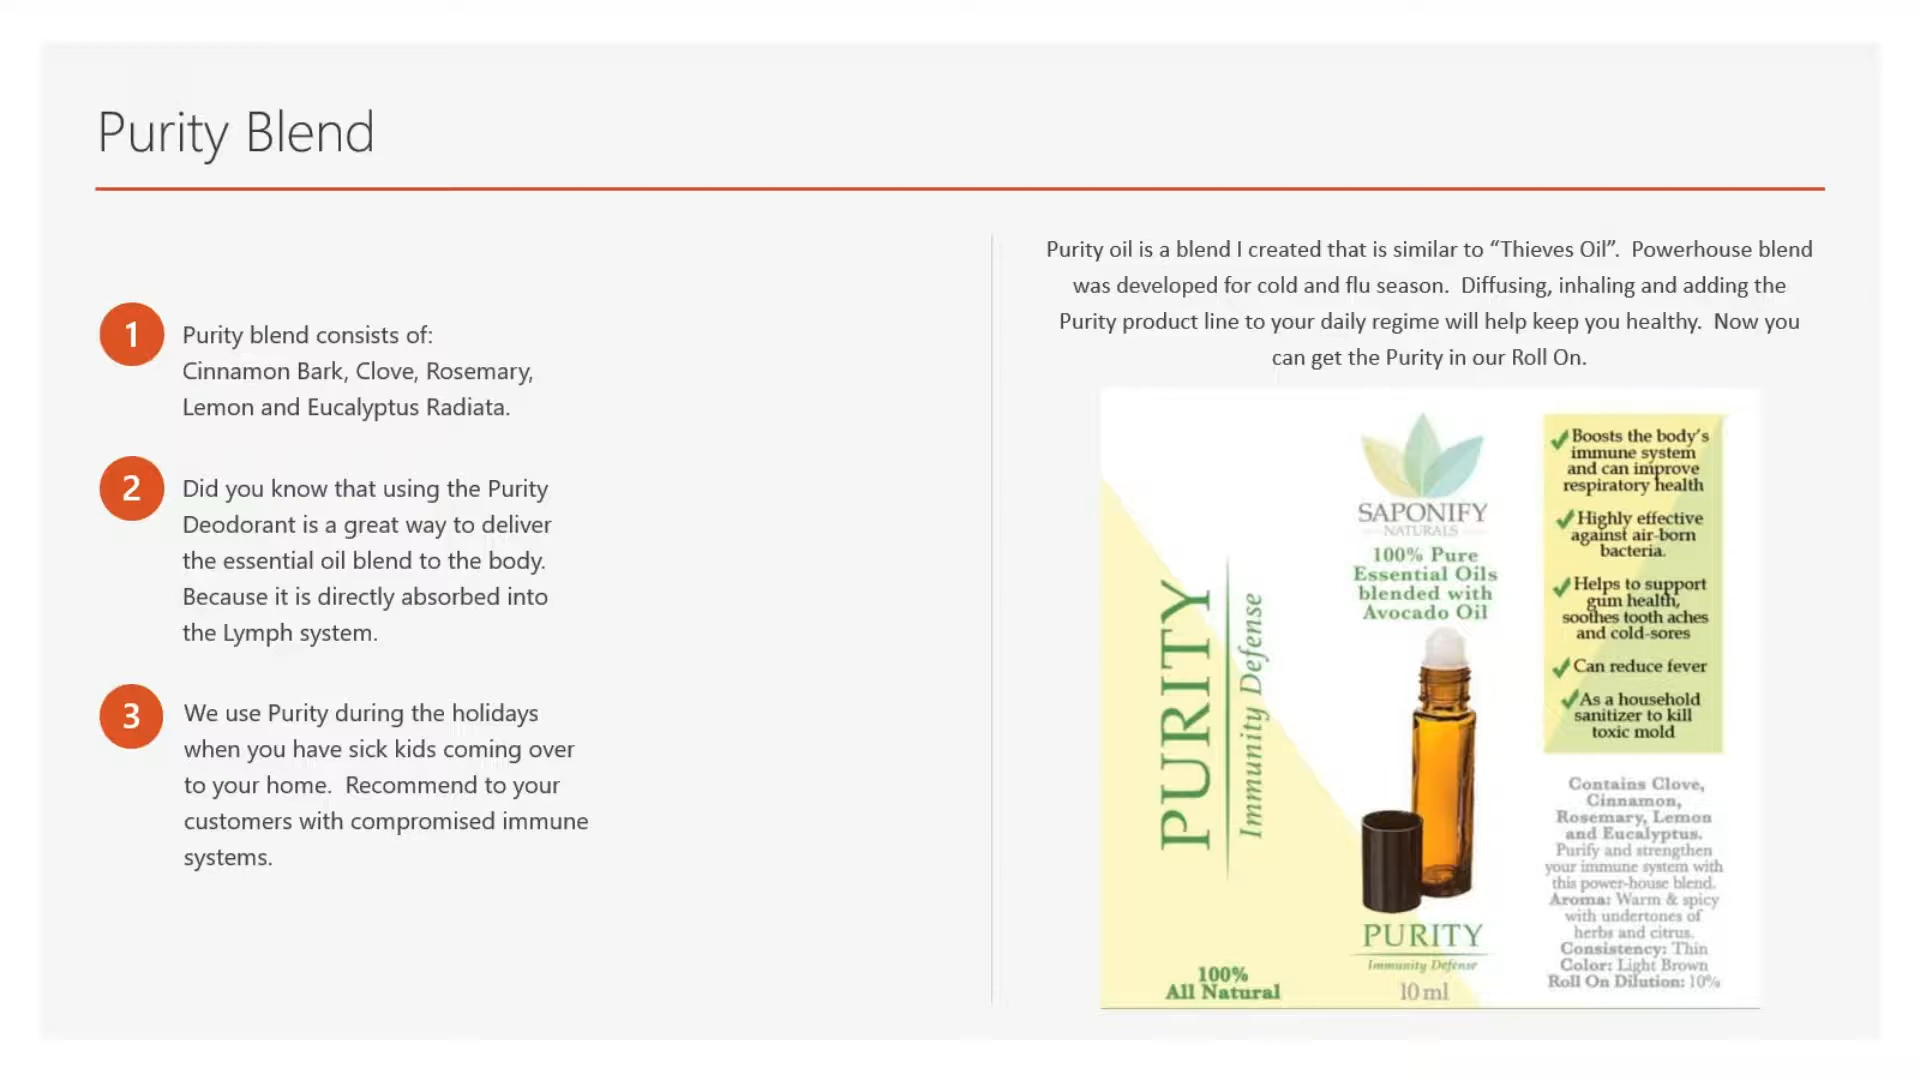 Purity Blend
1
Purity blend consists of:
Cinnamon Bark, Clove, Rosemary,
Lemon and Eucalyptus Radiata.
2
Did you know that using the Purity
Deodorant is a great way to deliver
the essential oil blend to the body.
Because it is directly absorbed into
the Lymph system.
3
We use Purity during the holidays
when you have sick kids coming over
to your home.  Recommend to your
customers with compromised immune
systems.
Purity oil is a blend I created that is similar to “Thieves Oil”.  Powerhouse blend
was developed for cold and flu season.  Diffusing, inhaling and adding the
Purity product line to your daily regime will help keep you healthy.  Now you
can get the Purity in our Roll On.
PURITY
Immunity Defense
100%
All Natural
SAPONIFY
NATURALS
100% Pure
Essential Oils
blended with
Avocado Oil
PURITY
Immunity Defense
10 ml
Boosts the body's
immune system
and can improve
respiratory health
Highly effective
against air-born
bacteria.
Helps to support
gum health,
soothes tooth aches
and cold-sores
Can reduce fever
As a household
sanitizer to kill
toxic mold
Contains Clove,
Cinnamon,
Rosemary, Lemon
and Eucalyptus.
Purify and strengthen
your immune system with
this power-house blend.
Aroma: Warm & spicy
with undertones of
herbs and citrus.
Consistency: Thin
Color: Light Brown
Roll On Dilution: 10%